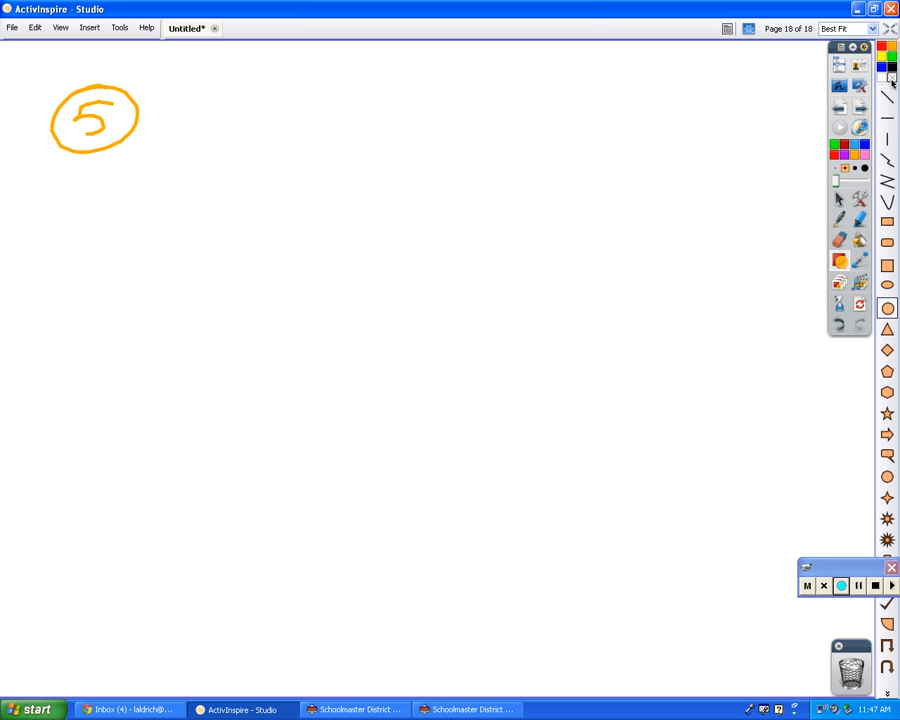 ActivInspire - Studio
File Edit View Insert Tools Help
Untitled* Page 18 of 18 Best Fit
5
M
start Inbox (4) - laldrich@... ActivInspire - Studio Schoolmaster District ... Schoolmaster District ... 11:47 AM